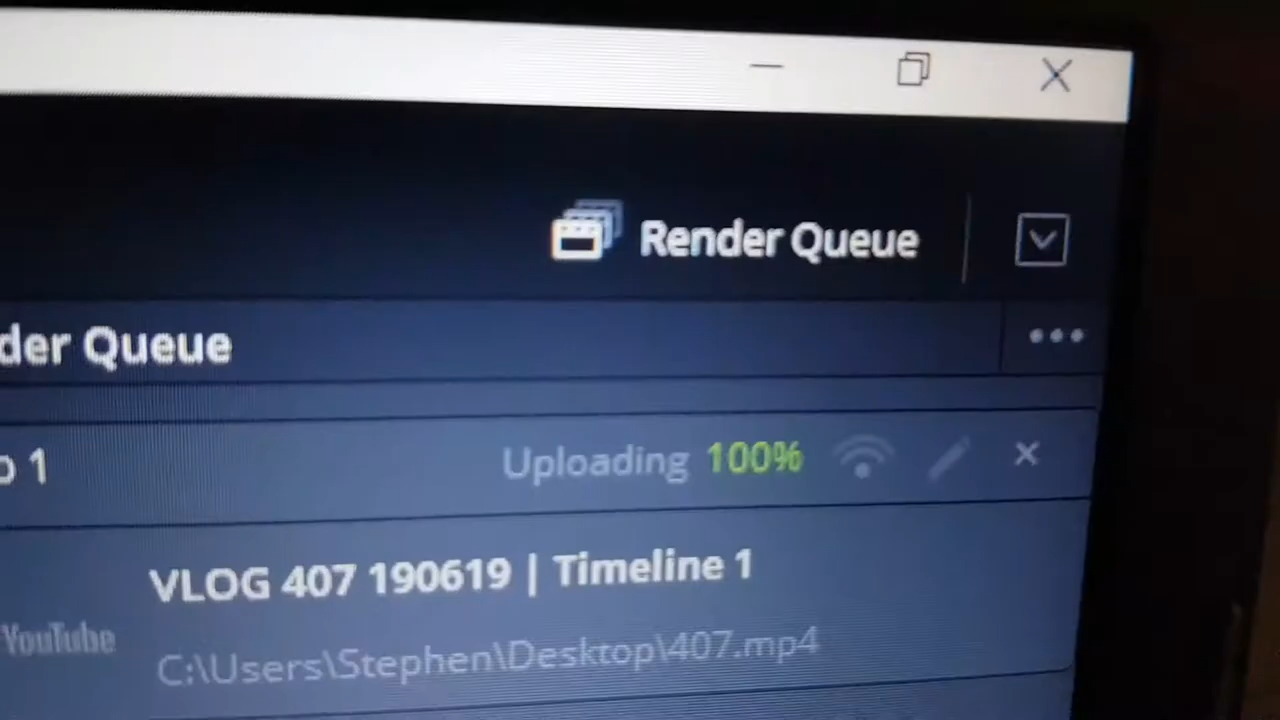 Render Queue
der Queue
o 1 Uploading 100%
VLOG 407 190619 | Timeline 1
YouTube
C:\Users\Stephen\Desktop\407.mp4